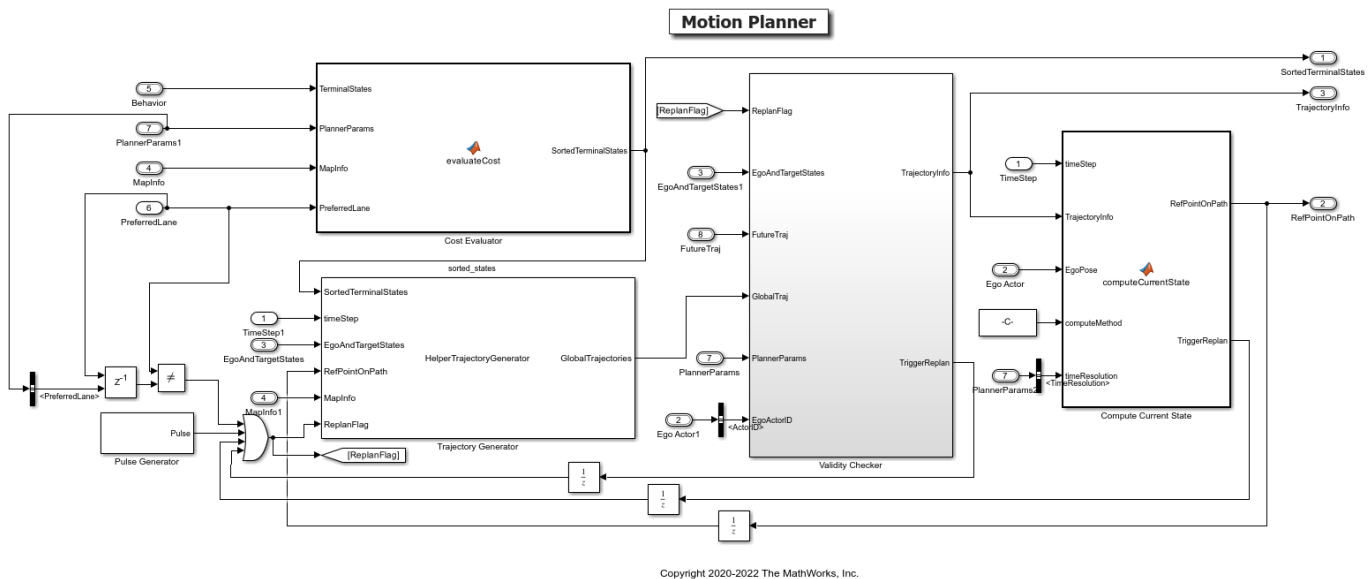 Motion Planner
5
Behavior
7
PlannerParams1
4
MapInfo
6
PreferredLane
TerminalStates
PlannerParams
MapInfo
PreferredLane
evaluateCost
SortedTerminalStates
Cost Evaluator
sorted_states
1
SortedTerminalStates
3
TrajectoryInfo
2
RefPointOnPath
[ReplanFlag]
3
EgoAndTargetStates1
8
FutureTraj
7
PlannerParams
2
Ego Actor1
<ActorID>
ReplanFlag
EgoAndTargetStates
FutureTraj
GlobalTraj
PlannerParams
EgoActorID
TrajectoryInfo
TriggerReplan
Validity Checker
1
TimeStep
2
Ego Actor
-C-
7
PlannerParams2
<TimeResolution>
timeStep
TrajectoryInfo
EgoPose
computeMethod
timeResolution
computeCurrentState
RefPointOnPath
TriggerReplan
Compute Current State
1
TimeStep1
3
EgoAndTargetStates
4
MapInfo1
SortedTerminalStates
timeStep
EgoAndTargetStates
RefPointOnPath
MapInfo
ReplanFlag
HelperTrajectoryGenerator
GlobalTrajectories
Trajectory Generator
<PreferredLane>
z-1
≠
Pulse
Pulse Generator
[ReplanFlag]
1
z
1
z
1
z
Copyright 2020-2022 The MathWorks, Inc.